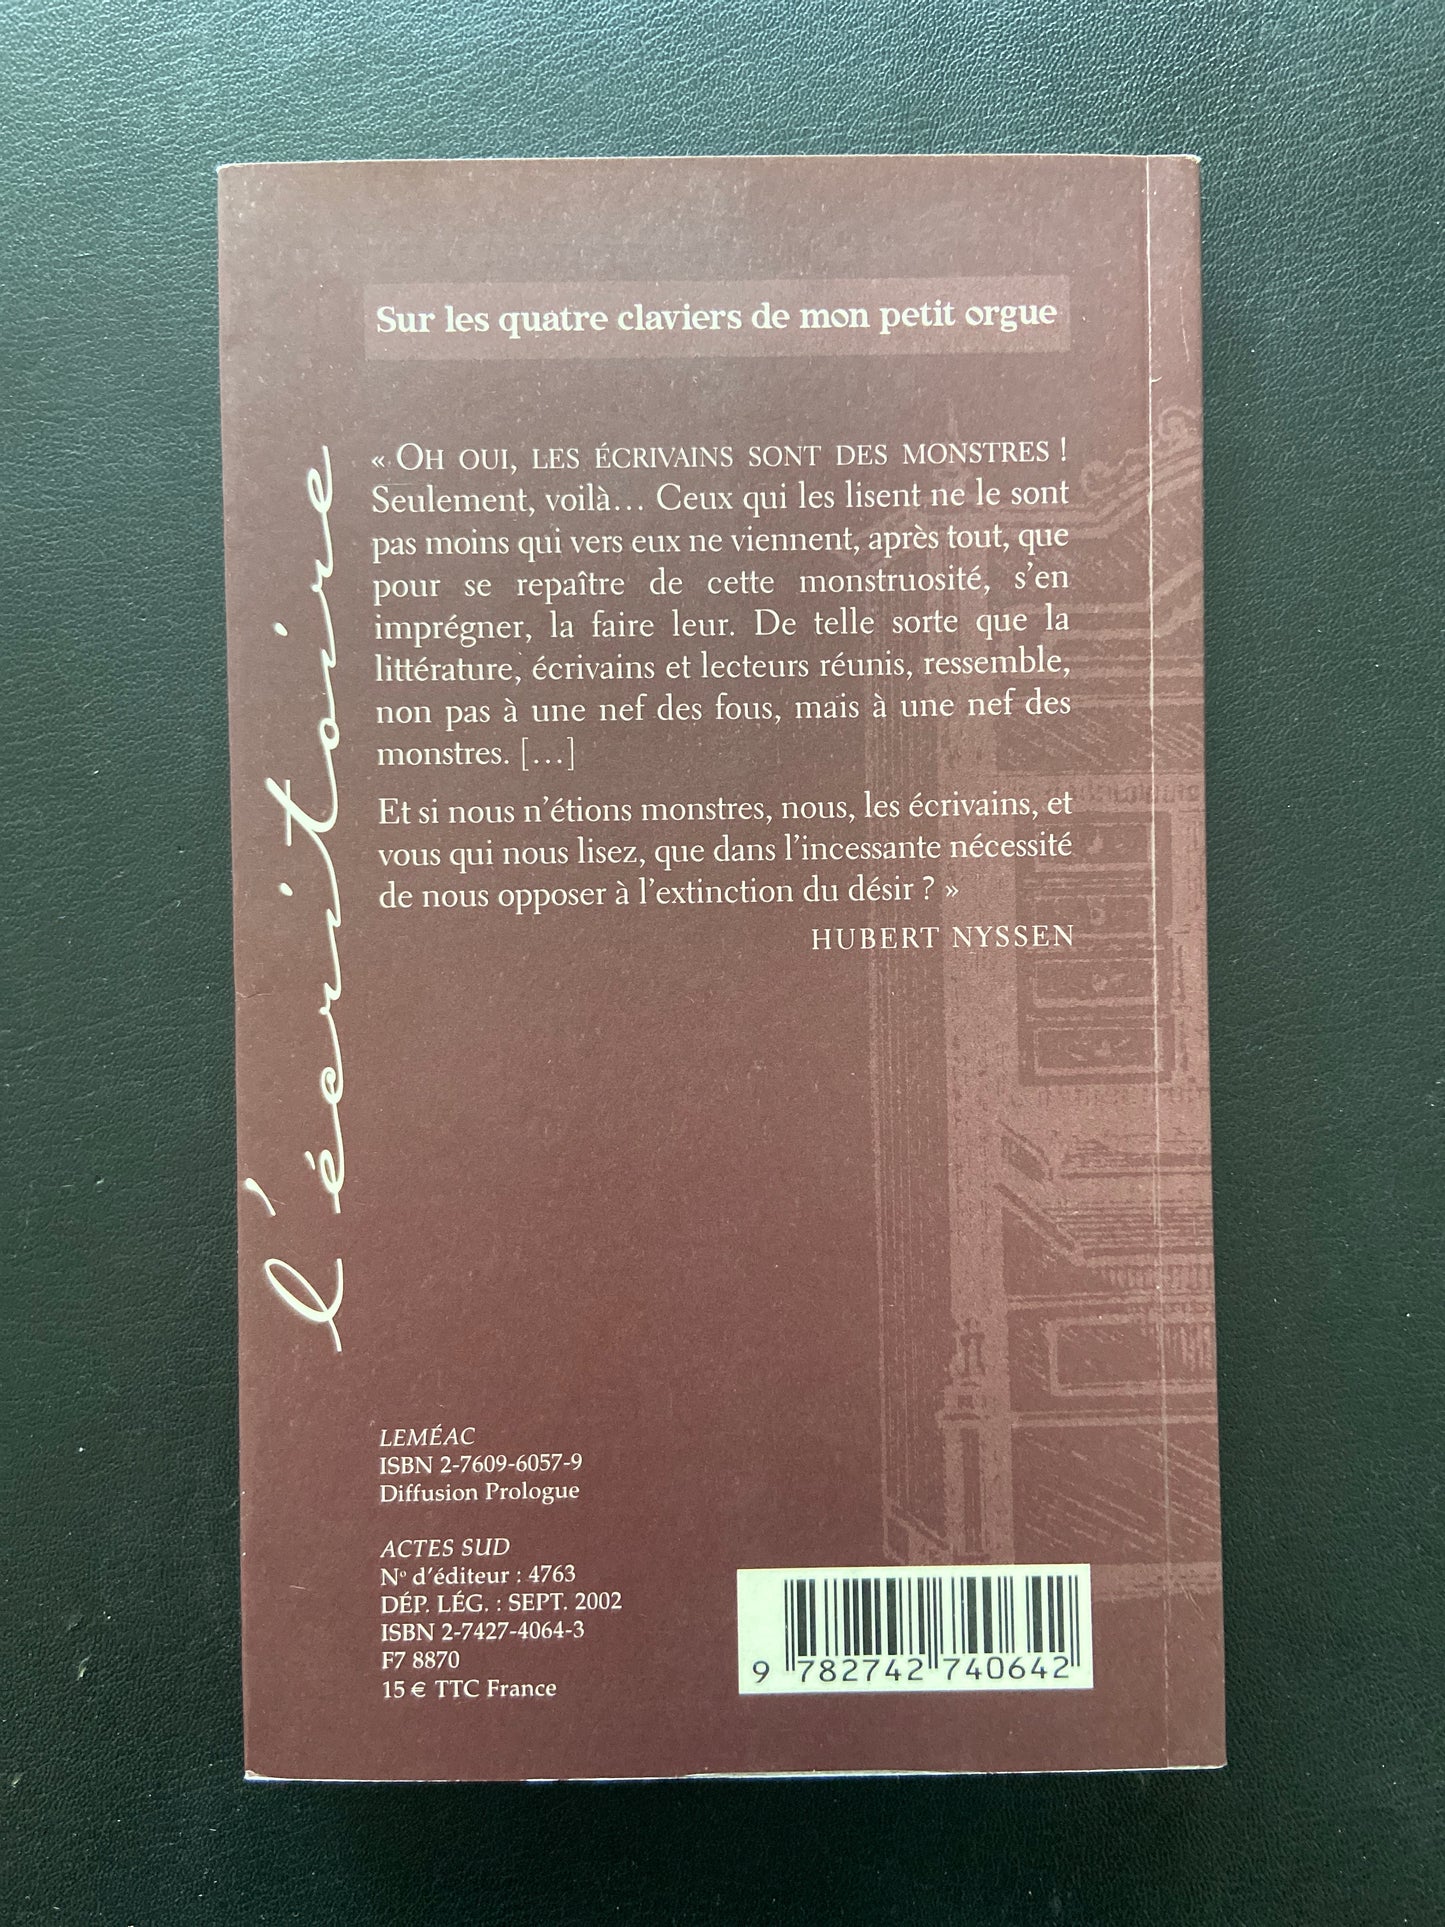 Sur les quatre claviers de mon petit orgue
« OH OUI, LES ÉCRIVAINS SONT DES MONSTRES !
Seulement, voilà… Ceux qui les lisent ne le sont
pas moins qui vers eux ne viennent, après tout, que
pour se repaître de cette monstruosité, s'en
imprégner, la faire leur. De telle sorte que la
littérature, écrivains et lecteurs réunis, ressemble,
non pas à une nef des fous, mais à une nef des
monstres. […]
Et si nous n'étions monstres, nous, les écrivains, et
vous qui nous lisez, que dans l'incessante nécessité
de nous opposer à l'extinction du désir ? »
HUBERT NYSSEN
l'écritoire
LEMÉAC
ISBN 2-7609-6057-9
Diffusion Prologue
ACTES SUD
Nº d'éditeur : 4763
DÉP. LÉG. : SEPT. 2002
ISBN 2-7427-4064-3
F7 8870
15 € TTC France
9 782742 740642